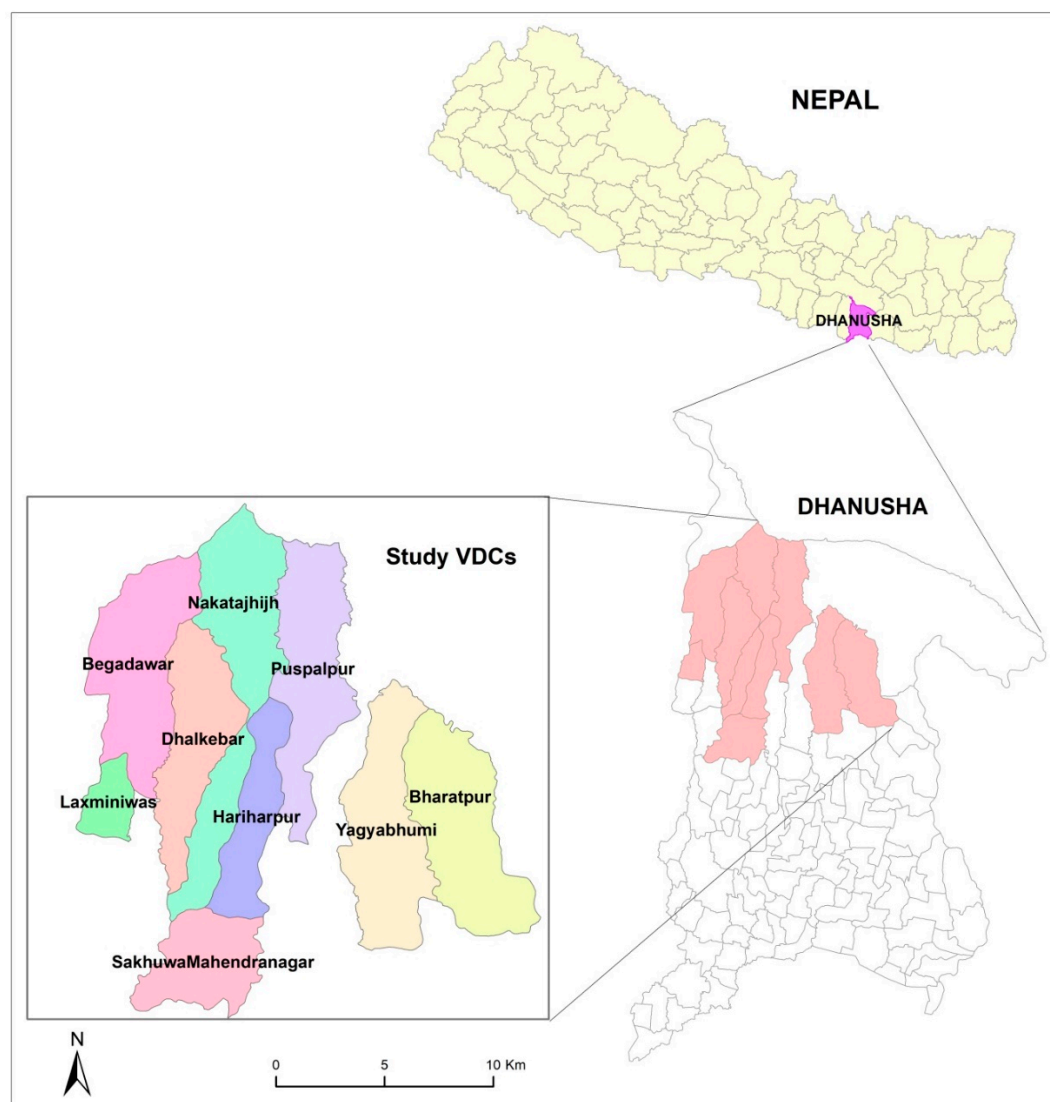 NEPAL
DHANUSHA
DHANUSHA
Study VDCs
Nakatajhijh
Begadawar
Puspalpur
Dhalkebar
Laxminiwas
Hariharpur
Bharatpur
Yagyabhumi
SakhuwaMahendranagar
N
0 5 10 Km